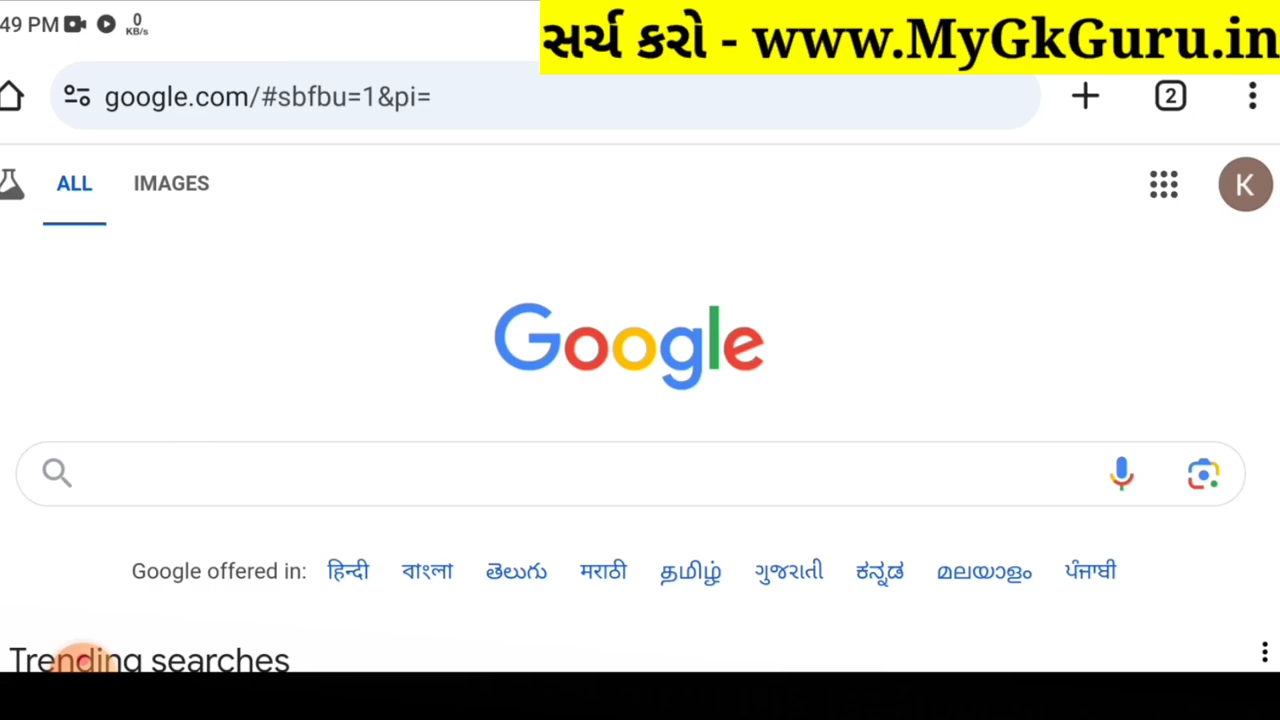 49 PM 0 KB/s
સર્ચ કરો - www.MyGkGuru.in
google.com/#sbfbu=1&pi=
2
ALL IMAGES
K
Google
Google offered in: हिन्दी বাংলা తెలుగు मराठी தமிழ் ગુજરાતી ಕನ್ನಡ മലയാളം ਪੰਜਾਬੀ
Trending searches